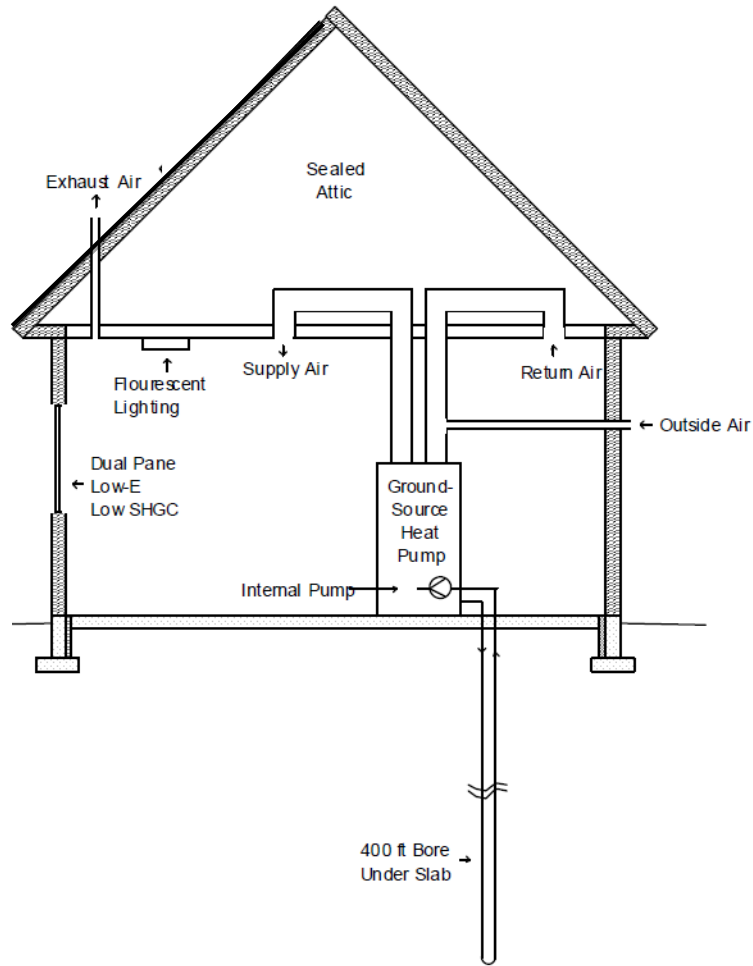 Sealed
Attic
Exhaust Air
Flourescent
Lighting
Supply Air
Return Air
Outside Air
Dual Pane
Low-E
Low SHGC
Ground-
Source
Heat
Pump
Internal Pump
400 ft Bore
Under Slab